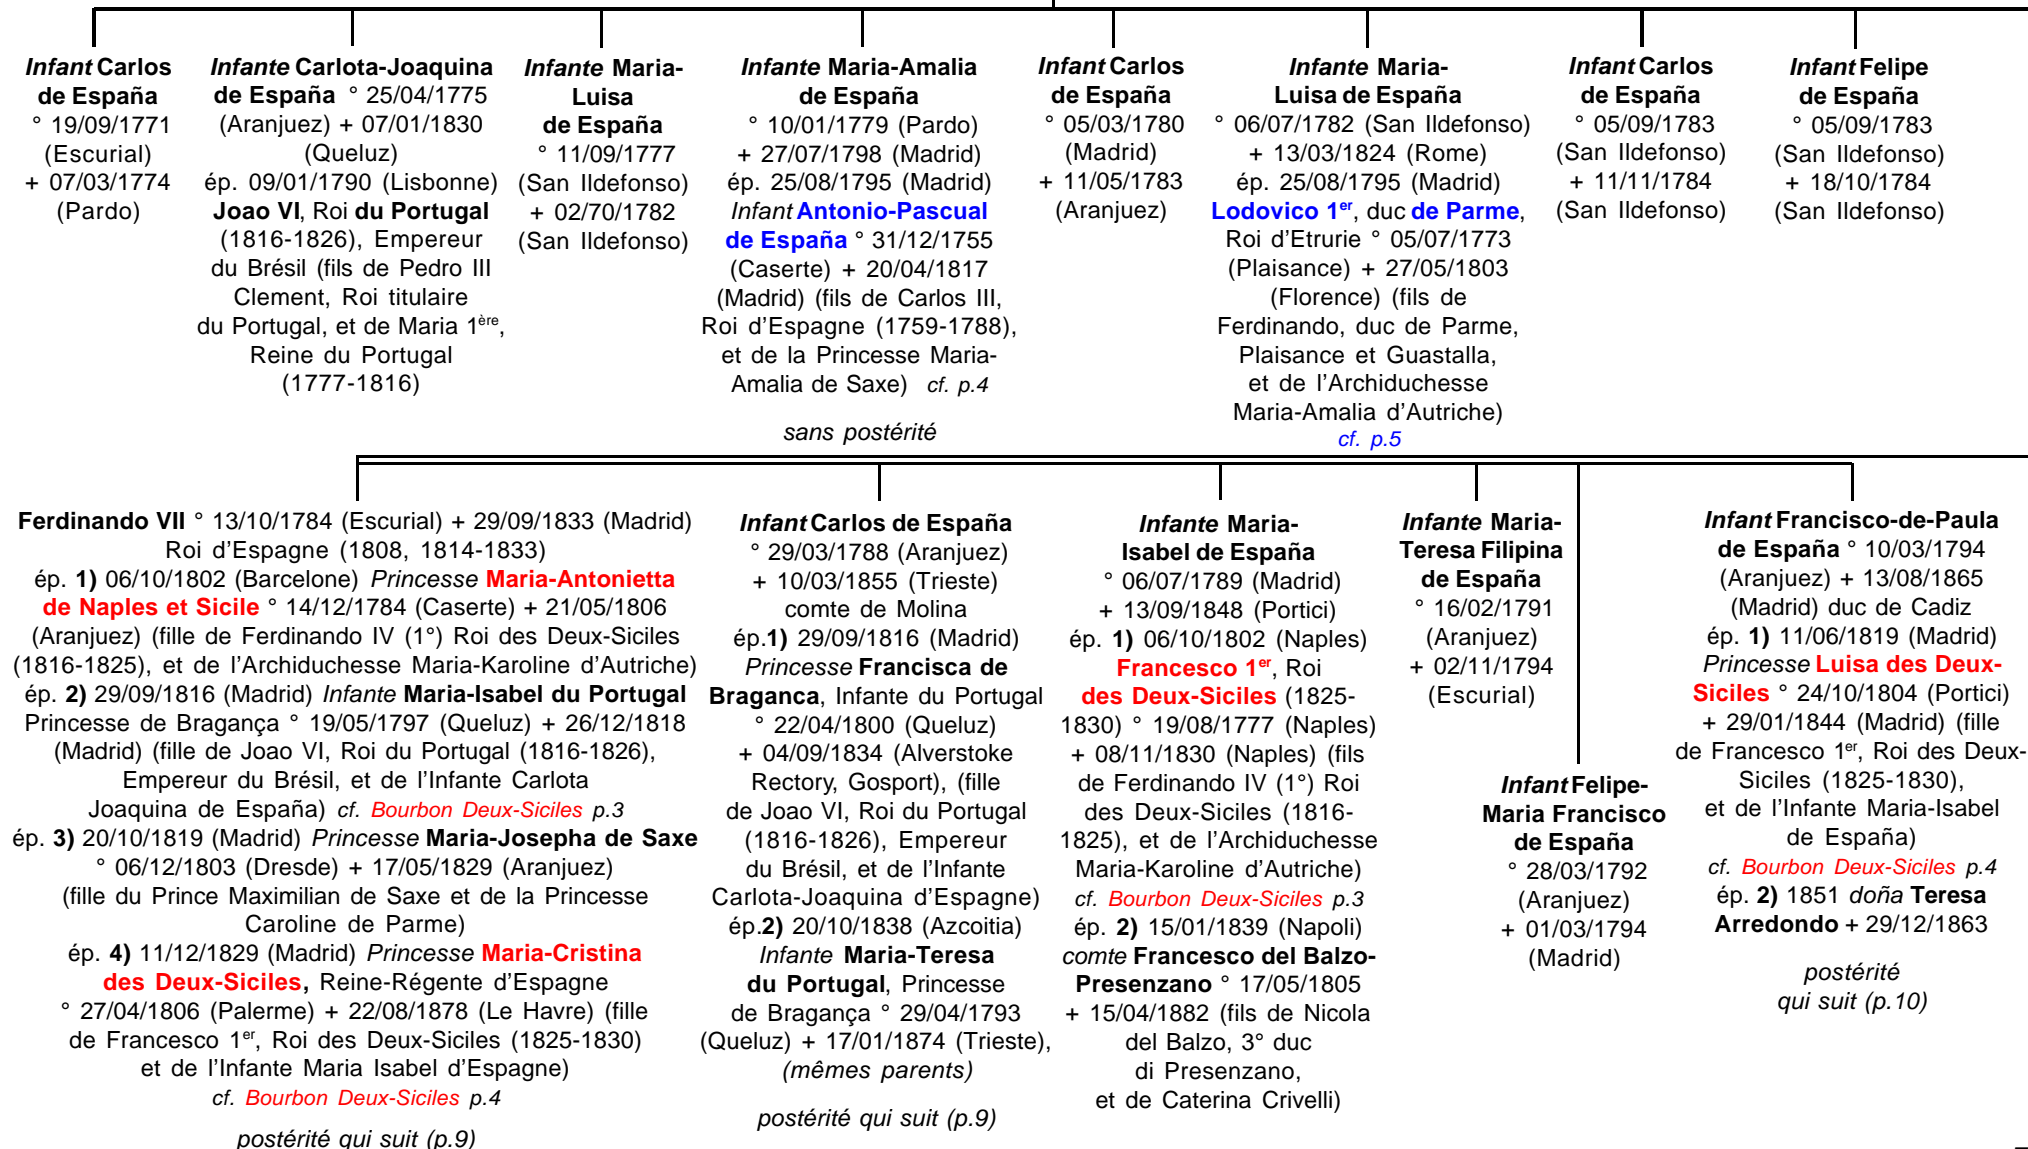 Infant Carlos
de España
° 19/09/1771
(Escurial)
+ 07/03/1774
(Pardo)
Infante Carlota-Joaquina
de España ° 25/04/1775
(Aranjuez) + 07/01/1830
(Queluz)
ép. 09/01/1790 (Lisbonne)
Joao VI, Roi du Portugal
(1816-1826), Empereur
du Brésil (fils de Pedro III
Clement, Roi titulaire
du Portugal, et de Maria 1ère,
Reine du Portugal
(1777-1816)
Infante Maria-
Luisa
de España
° 11/09/1777
(San Ildefonso)
+ 02/70/1782
(San Ildefonso)
Infante Maria-Amalia
de España
° 10/01/1779 (Pardo)
+ 27/07/1798 (Madrid)
ép. 25/08/1795 (Madrid)
Infant Antonio-Pascual
de España ° 31/12/1755
(Caserte) + 20/04/1817
(Madrid) (fils de Carlos III,
Roi d'Espagne (1759-1788),
et de la Princesse Maria-
Amalia de Saxe) cf. p.4
sans postérité
Infant Carlos
de España
° 05/03/1780
(Madrid)
+ 11/05/1783
(Aranjuez)
Infante Maria-
Luisa de España
° 06/07/1782 (San Ildefonso)
+ 13/03/1824 (Rome)
ép. 25/08/1795 (Madrid)
Lodovico 1er, duc de Parme,
Roi d'Etrurie ° 05/07/1773
(Plaisance) + 27/05/1803
(Florence) (fils de
Ferdinando, duc de Parme,
Plaisance et Guastalla,
et de l'Archiduchesse
Maria-Amalia d'Autriche)
cf. p.5
Infant Carlos
de España
° 05/09/1783
(San Ildefonso)
+ 11/11/1784
(San Ildefonso)
Infant Felipe
de España
° 05/09/1783
(San Ildefonso)
+ 18/10/1784
(San Ildefonso)
Ferdinando VII ° 13/10/1784 (Escurial) + 29/09/1833 (Madrid)
Roi d'Espagne (1808, 1814-1833)
ép. 1) 06/10/1802 (Barcelone) Princesse Maria-Antonietta
de Naples et Sicile ° 14/12/1784 (Caserte) + 21/05/1806
(Aranjuez) (fille de Ferdinando IV (1°) Roi des Deux-Siciles
(1816-1825), et de l'Archiduchesse Maria-Karoline d'Autriche)
ép. 2) 29/09/1816 (Madrid) Infante Maria-Isabel du Portugal
Princesse de Bragança ° 19/05/1797 (Queluz) + 26/12/1818
(Madrid) (fille de Joao VI, Roi du Portugal (1816-1826),
Empereur du Brésil, et de l'Infante Carlota
Joaquina de España) cf. Bourbon Deux-Siciles p.3
ép. 3) 20/10/1819 (Madrid) Princesse Maria-Josepha de Saxe
° 06/12/1803 (Dresde) + 17/05/1829 (Aranjuez)
(fille du Prince Maximilian de Saxe et de la Princesse
Caroline de Parme)
ép. 4) 11/12/1829 (Madrid) Princesse Maria-Cristina
des Deux-Siciles, Reine-Régente d'Espagne
° 27/04/1806 (Palerme) + 22/08/1878 (Le Havre) (fille
de Francesco 1er, Roi des Deux-Siciles (1825-1830)
et de l'Infante Maria Isabel d'Espagne)
cf. Bourbon Deux-Siciles p.4
postérité qui suit (p.9)
Infant Carlos de España
° 29/03/1788 (Aranjuez)
+ 10/03/1855 (Trieste)
comte de Molina
ép.1) 29/09/1816 (Madrid)
Princesse Francisca de
Braganca, Infante du Portugal
° 22/04/1800 (Queluz)
+ 04/09/1834 (Alverstoke
Rectory, Gosport), (fille
de Joao VI, Roi du Portugal
(1816-1826), Empereur
du Brésil, et de l'Infante
Carlota-Joaquina d'Espagne)
ép.2) 20/10/1838 (Azcoitia)
Infante Maria-Teresa
du Portugal, Princesse
de Bragança ° 29/04/1793
(Queluz) + 17/01/1874 (Trieste),
(mêmes parents)
postérité qui suit (p.9)
Infante Maria-
Isabel de España
° 06/07/1789 (Madrid)
+ 13/09/1848 (Portici)
ép. 1) 06/10/1802 (Naples)
Francesco 1er, Roi
des Deux-Siciles (1825-
1830) ° 19/08/1777 (Naples)
+ 08/11/1830 (Naples) (fils
de Ferdinando IV (1°) Roi
des Deux-Siciles (1816-
1825), et de l'Archiduchesse
Maria-Karoline d'Autriche)
cf. Bourbon Deux-Siciles p.3
ép. 2) 15/01/1839 (Napoli)
comte Francesco del Balzo-
Presenzano ° 17/05/1805
+ 15/04/1882 (fils de Nicola
del Balzo, 3° duc
di Presenzano,
et de Caterina Crivelli)
Infante Maria-
Teresa Filipina
de España
° 16/02/1791
(Aranjuez)
+ 02/11/1794
(Escurial)
Infant Felipe-
Maria Francisco
de España
° 28/03/1792
(Aranjuez)
+ 01/03/1794
(Madrid)
Infant Francisco-de-Paula
de España ° 10/03/1794
(Aranjuez) + 13/08/1865
(Madrid) duc de Cadiz
ép. 1) 11/06/1819 (Madrid)
Princesse Luisa des Deux-
Siciles ° 24/10/1804 (Portici)
+ 29/01/1844 (Madrid) (fille
de Francesco 1er, Roi des Deux-
Siciles (1825-1830),
et de l'Infante Maria-Isabel
de España)
cf. Bourbon Deux-Siciles p.4
ép. 2) 1851 doña Teresa
Arredondo + 29/12/1863
postérité
qui suit (p.10)